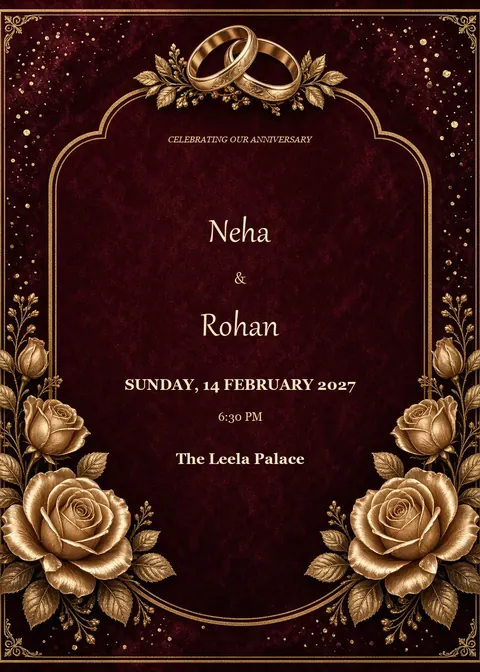 CELEBRATING OUR ANNIVERSARY
Neha
&
Rohan
SUNDAY, 14 FEBRUARY 2027
6:30 PM
The Leela Palace